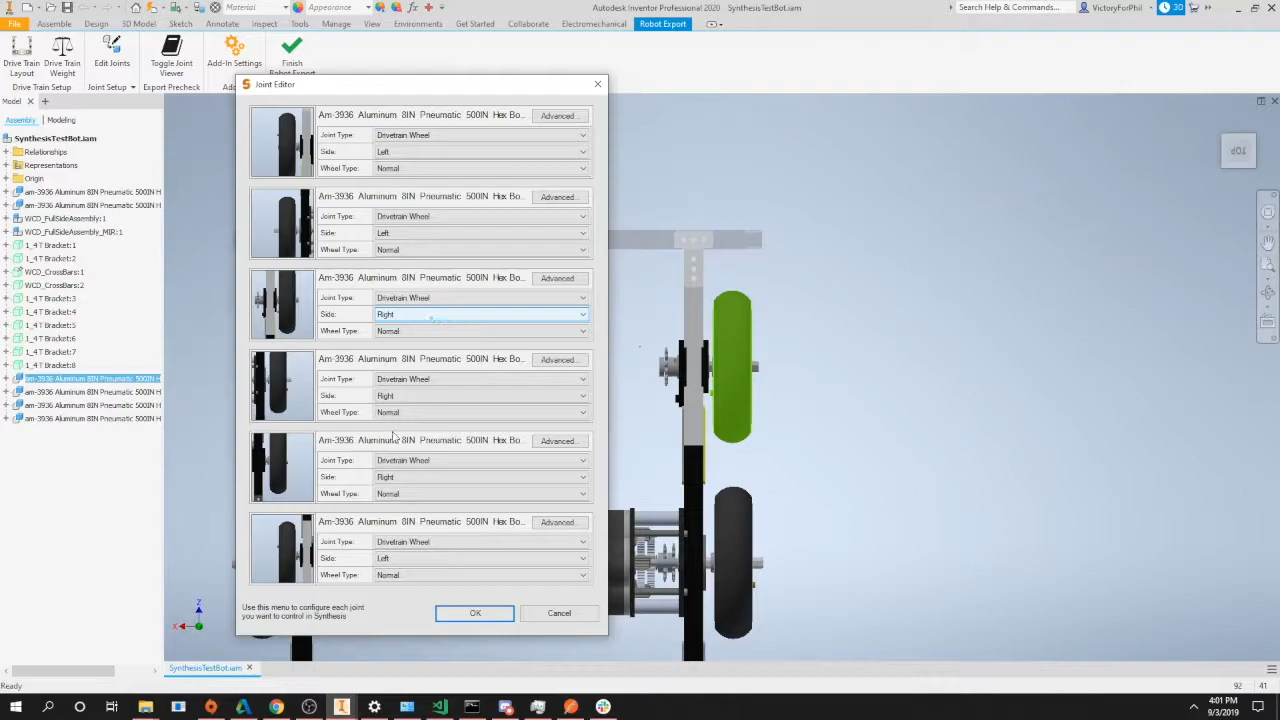 Material
Appearance
Autodesk Inventor Professional 2020 SynthesisTestBot.iam
Search Help & Commands...
VictoryForPhil
30
File
Assembly
Design
3D Model
Sketch
Annotate
Inspect
Tools
Manage
View
Environments
Get Started
Collaborate
Electromechanical
Robot Export
Drive Train Layout
Drive Train Weight
Edit Joints
Toggle Joint Viewer
Add-In Settings
Finish Robot Export
Drive Train Setup
Joint Setup
Export Precheck
Model
Assembly
Modeling
SynthesisTestBot.iam
Relationships
Representations
Origin
am-3936 Aluminum 8IN Pneumatic 500IN H
am-3936 Aluminum 8IN Pneumatic 500IN H
WCD_FullSideAssembly:1
WCD_FullSideAssembly_MIR:1
1_4 T Bracket:1
1_4 T Bracket:2
WCD_CrossBars:1
WCD_CrossBars:2
1_4 T Bracket:3
1_4 T Bracket:4
1_4 T Bracket:5
1_4 T Bracket:6
1_4 T Bracket:7
1_4 T Bracket:8
am-3936 Aluminum 8IN Pneumatic 500IN H
am-3936 Aluminum 8IN Pneumatic 500IN H
am-3936 Aluminum 8IN Pneumatic 500IN H
am-3936 Aluminum 8IN Pneumatic 500IN H
Joint Editor
Am-3936 Aluminum 8IN Pneumatic 500IN Hex Bo...
Advanced...
Joint Type: Drivetrain Wheel
Side: Left
Wheel Type: Normal
Am-3936 Aluminum 8IN Pneumatic 500IN Hex Bo...
Advanced...
Joint Type: Drivetrain Wheel
Side: Left
Wheel Type: Normal
Am-3936 Aluminum 8IN Pneumatic 500IN Hex Bo...
Advanced
Joint Type: Drivetrain Wheel
Side: Right
Wheel Type: Normal
Am-3936 Aluminum 8IN Pneumatic 500IN Hex Bo...
Advanced...
Joint Type: Drivetrain Wheel
Side: Right
Wheel Type: Normal
Am-3936 Aluminum 8IN Pneumatic 500IN Hex Bo...
Advanced...
Joint Type: Drivetrain Wheel
Side: Right
Wheel Type: Normal
Am-3936 Aluminum 8IN Pneumatic 500IN Hex Bo...
Advanced...
Joint Type: Drivetrain Wheel
Side: Left
Wheel Type: Normal
Use this menu to configure each joint
you want to control in Synthesis
OK
Cancel
TOP
Z
X
SynthesisTestBot.iam
Ready
92 41
4:01 PM
9/3/2019